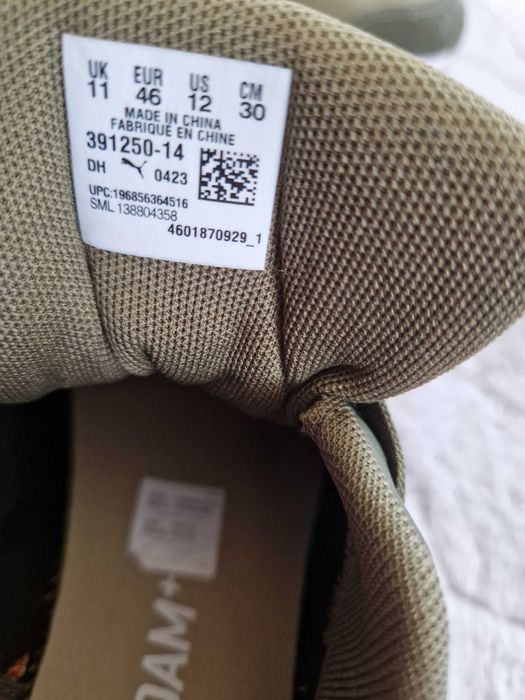 UK EUR US CM
11 46 12 30
MADE IN CHINA
FABRIQUE EN CHINE
391250-14
DH 0423
UPC:196856364516
SML 138804358
4601870929_1
OAM+